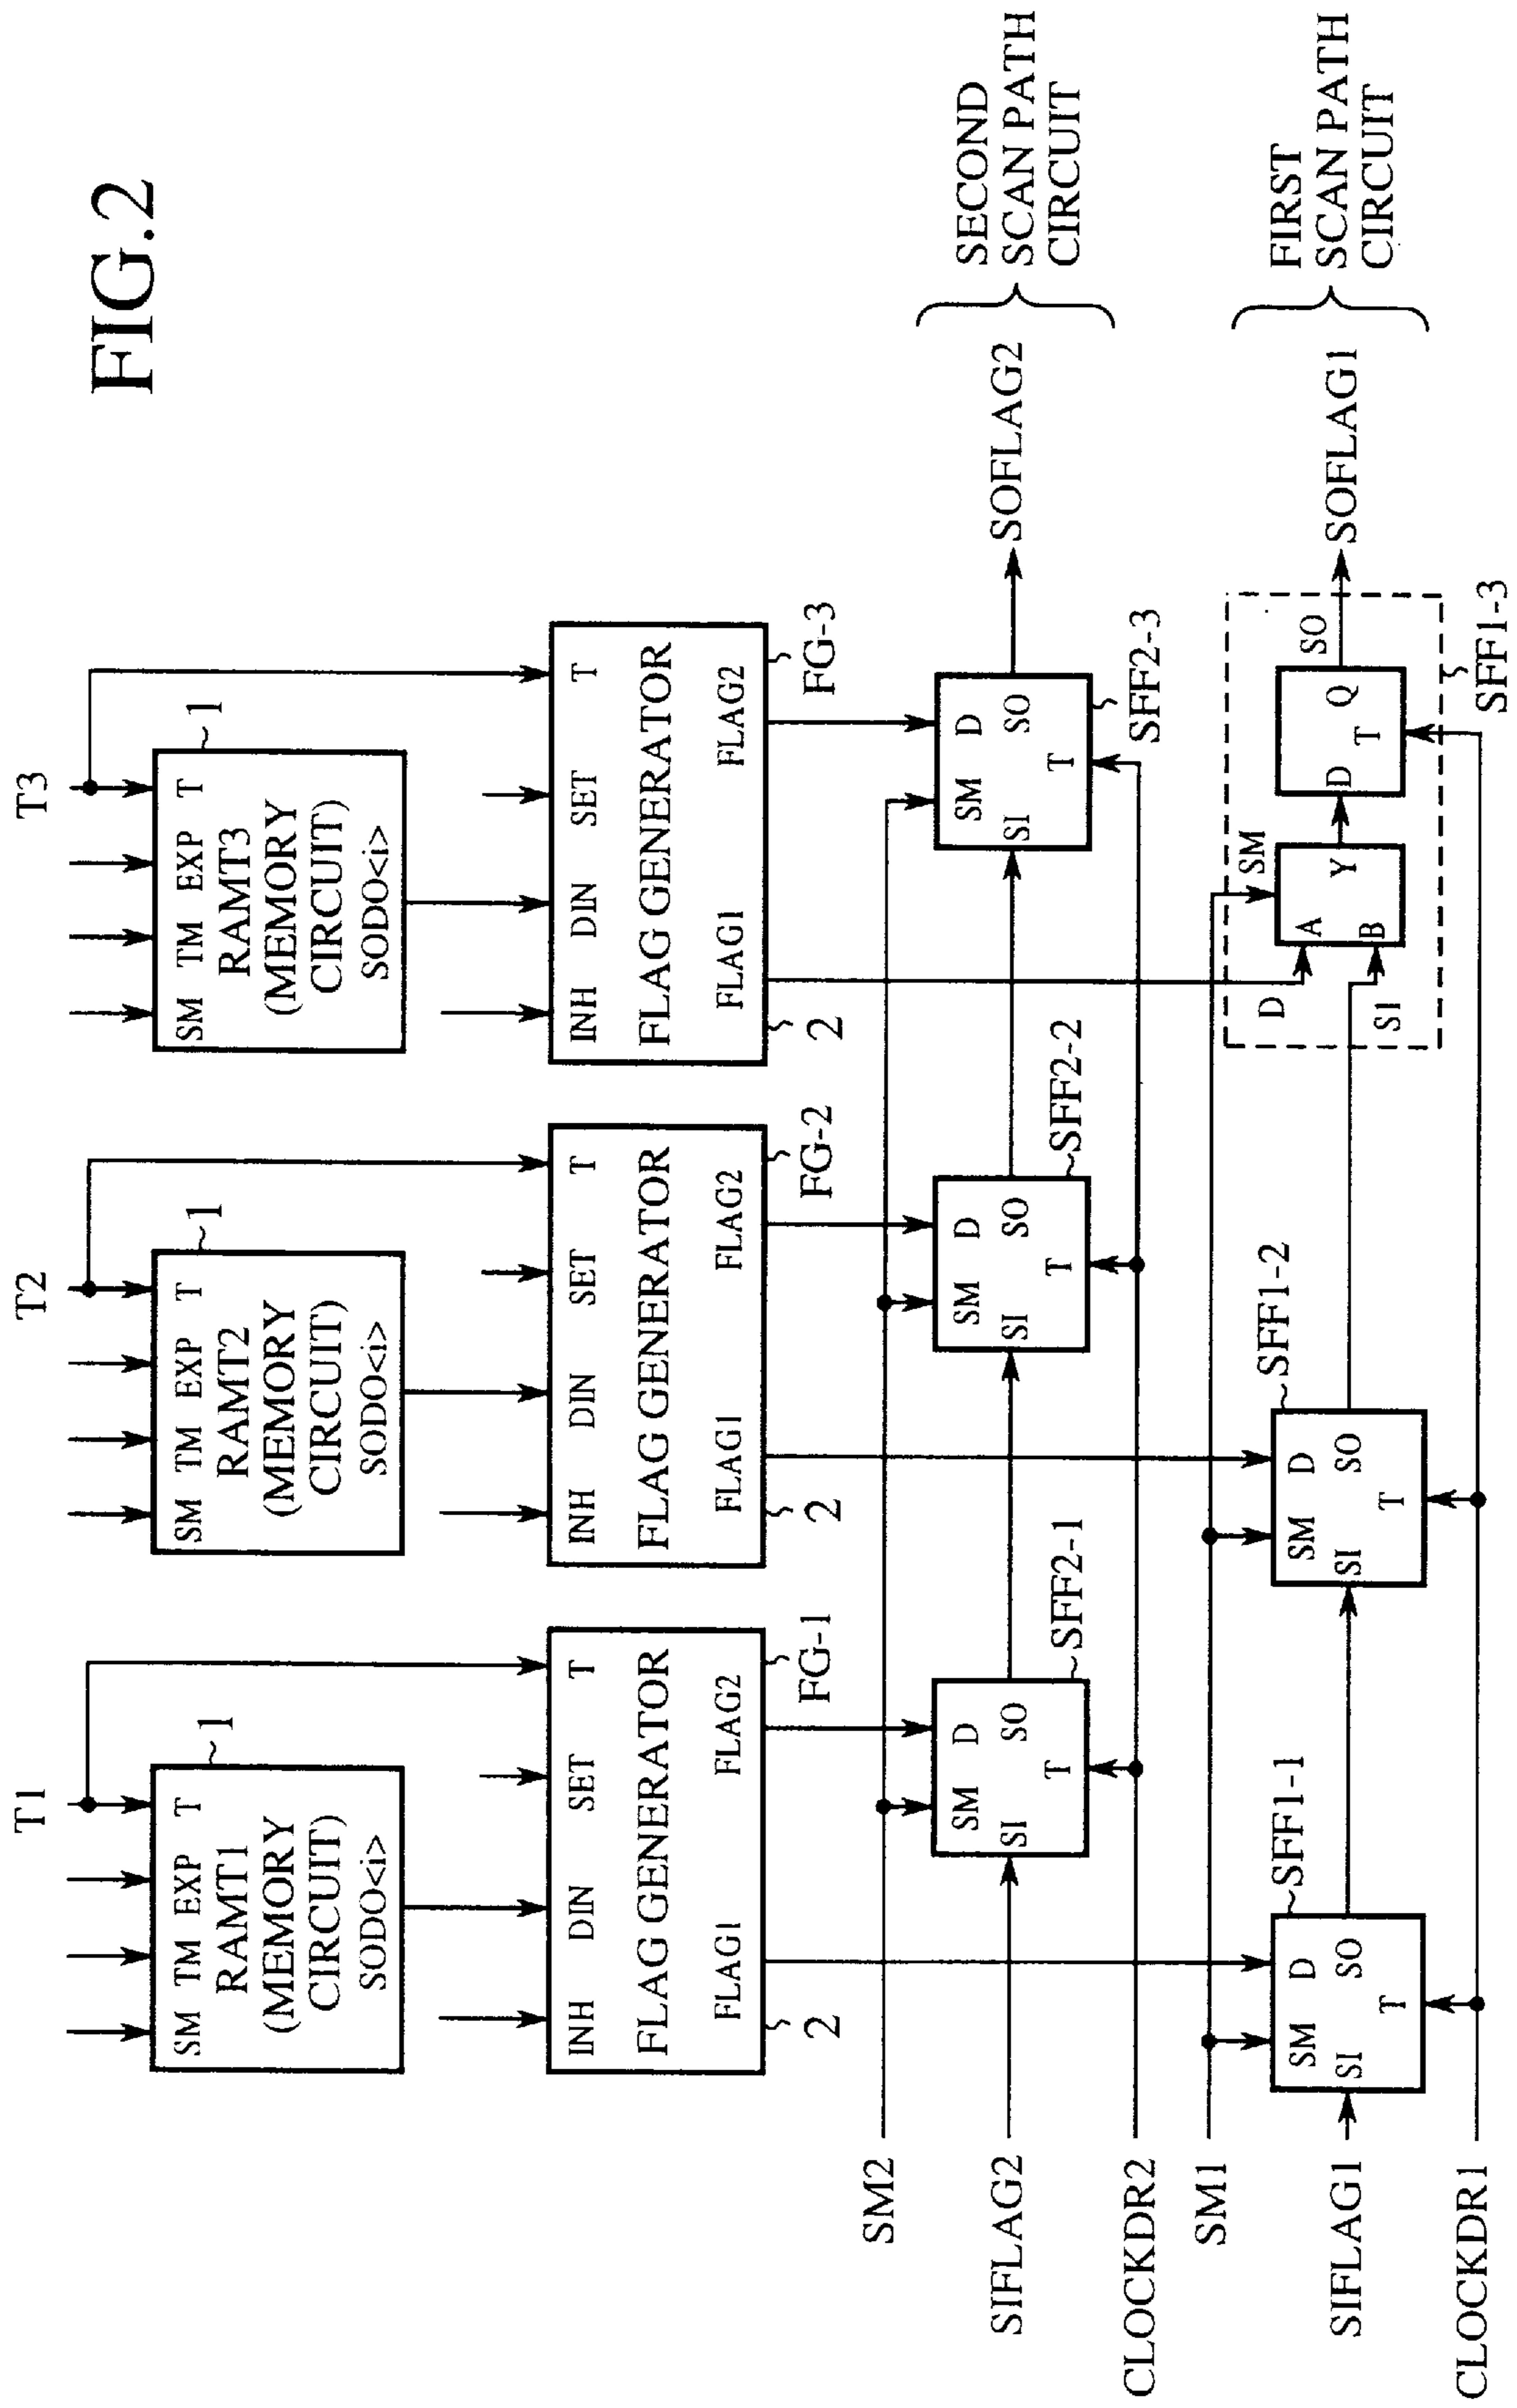 FIG.2
T1
T2
T3
1
1
1
SM TM EXP T
RAMT1
(MEMORY
CIRCUIT)
SODO<i>
SM TM EXP T
RAMT2
(MEMORY
CIRCUIT)
SODO<i>
SM TM EXP T
RAMT3
(MEMORY
CIRCUIT)
SODO<i>
INH DIN SET T
FLAG GENERATOR
FLAG1 FLAG2
2
FG-1
INH DIN SET T
FLAG GENERATOR
FLAG1 FLAG2
2
FG-2
INH DIN SET T
FLAG GENERATOR
FLAG1 FLAG2
2
FG-3
SM2
SIFLAG2
CLOCKDR2
SM D
SI SO
T
SFF2-1
SM D
SI SO
T
SFF2-2
SM D
SI SO
T
SFF2-3
SOFLAG2
SECOND
SCAN PATH
CIRCUIT
SM1
SIFLAG1
CLOCKDR1
SM D
SI SO
T
SFF1-1
SM D
SI SO
T
SFF1-2
D
SI
SM
A
B
Y
D Q
T
SO
SFF1-3
SOFLAG1
FIRST
SCAN PATH
CIRCUIT